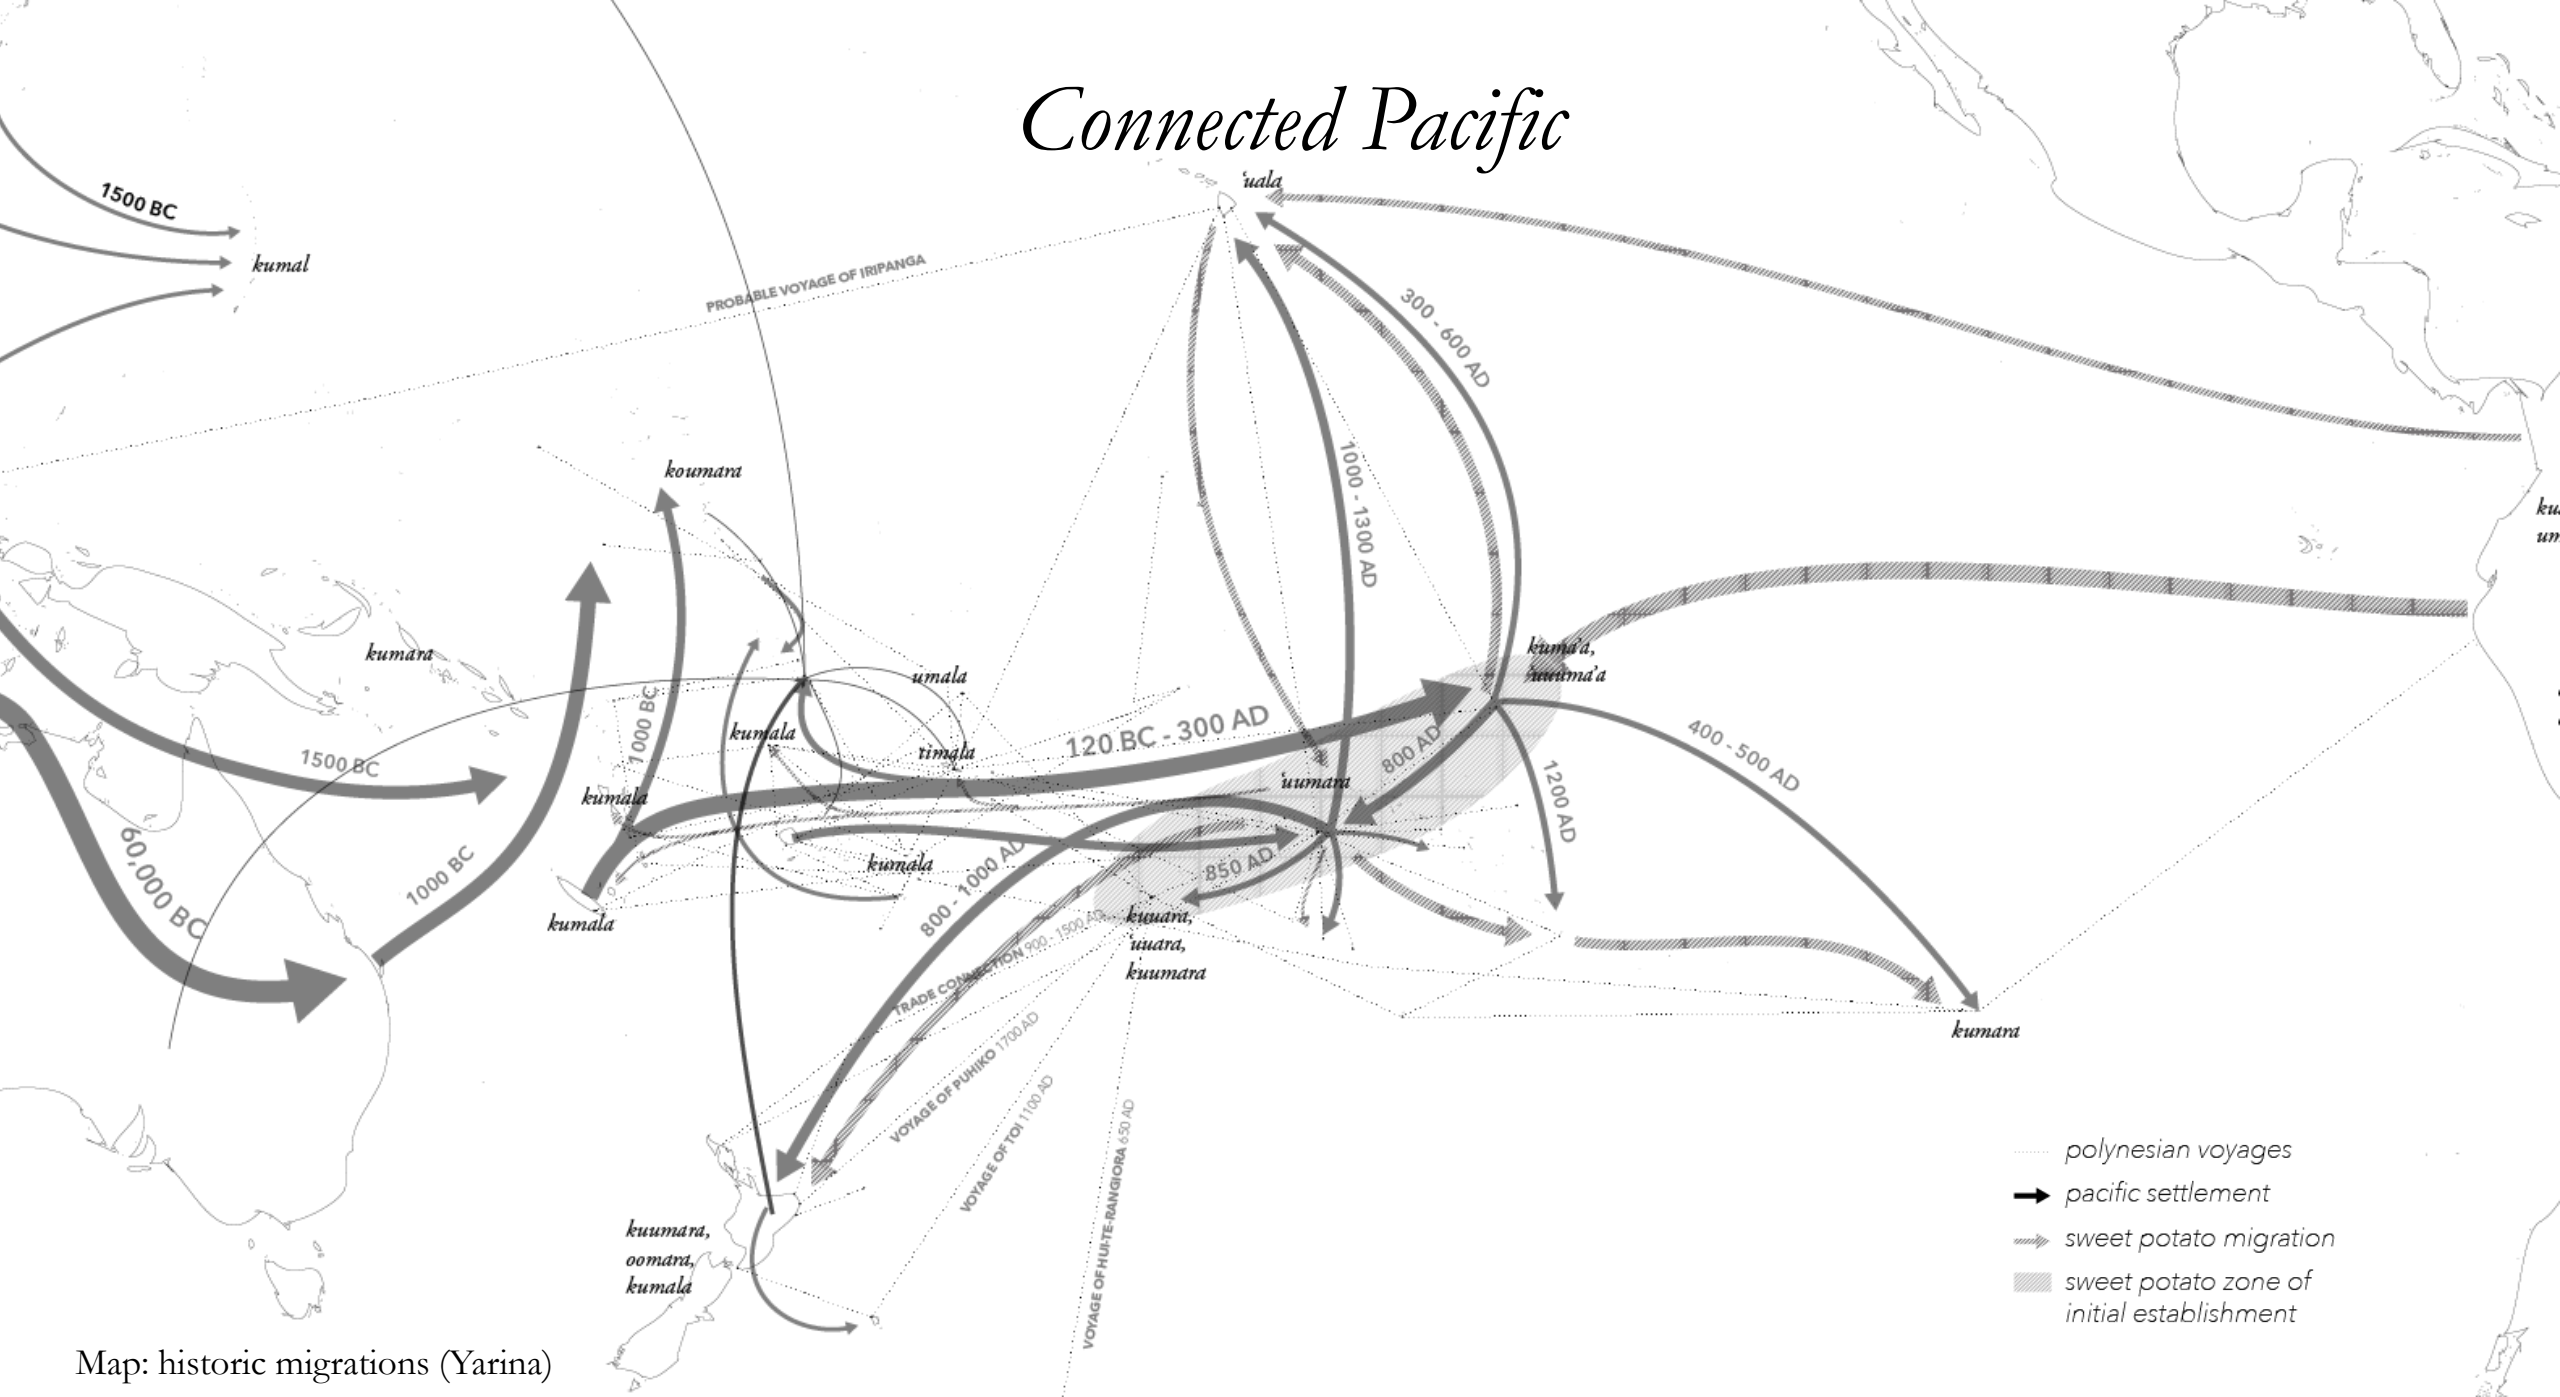 Connected Pacific
'uala
1500 BC
kumal
PROBABLE VOYAGE OF IRIPANGA
300 - 600 AD
koumara
1000 - 1300 AD
kumara
kuma'a,
'uuuma'a
umala
1000 BC
kumala
timala
120 BC - 300 AD
800 AD
400 - 500 AD
1500 BC
kumala
'uumara
1200 AD
60,000 BC
1000 BC
kumala
850 AD
800 - 1000 AD
kumala
TRADE CONNECTION 900 - 1500 AD
kuuara,
'uuara,
kuumara
kumara
VOYAGE OF PUHIKO 1700 AD
VOYAGE OF TOI 1100 AD
VOYAGE OF HUI-TE-RANGIORA 650 AD
kuumara,
oomara,
kumala
polynesian voyages
pacific settlement
sweet potato migration
sweet potato zone of
initial establishment
Map: historic migrations (Yarina)